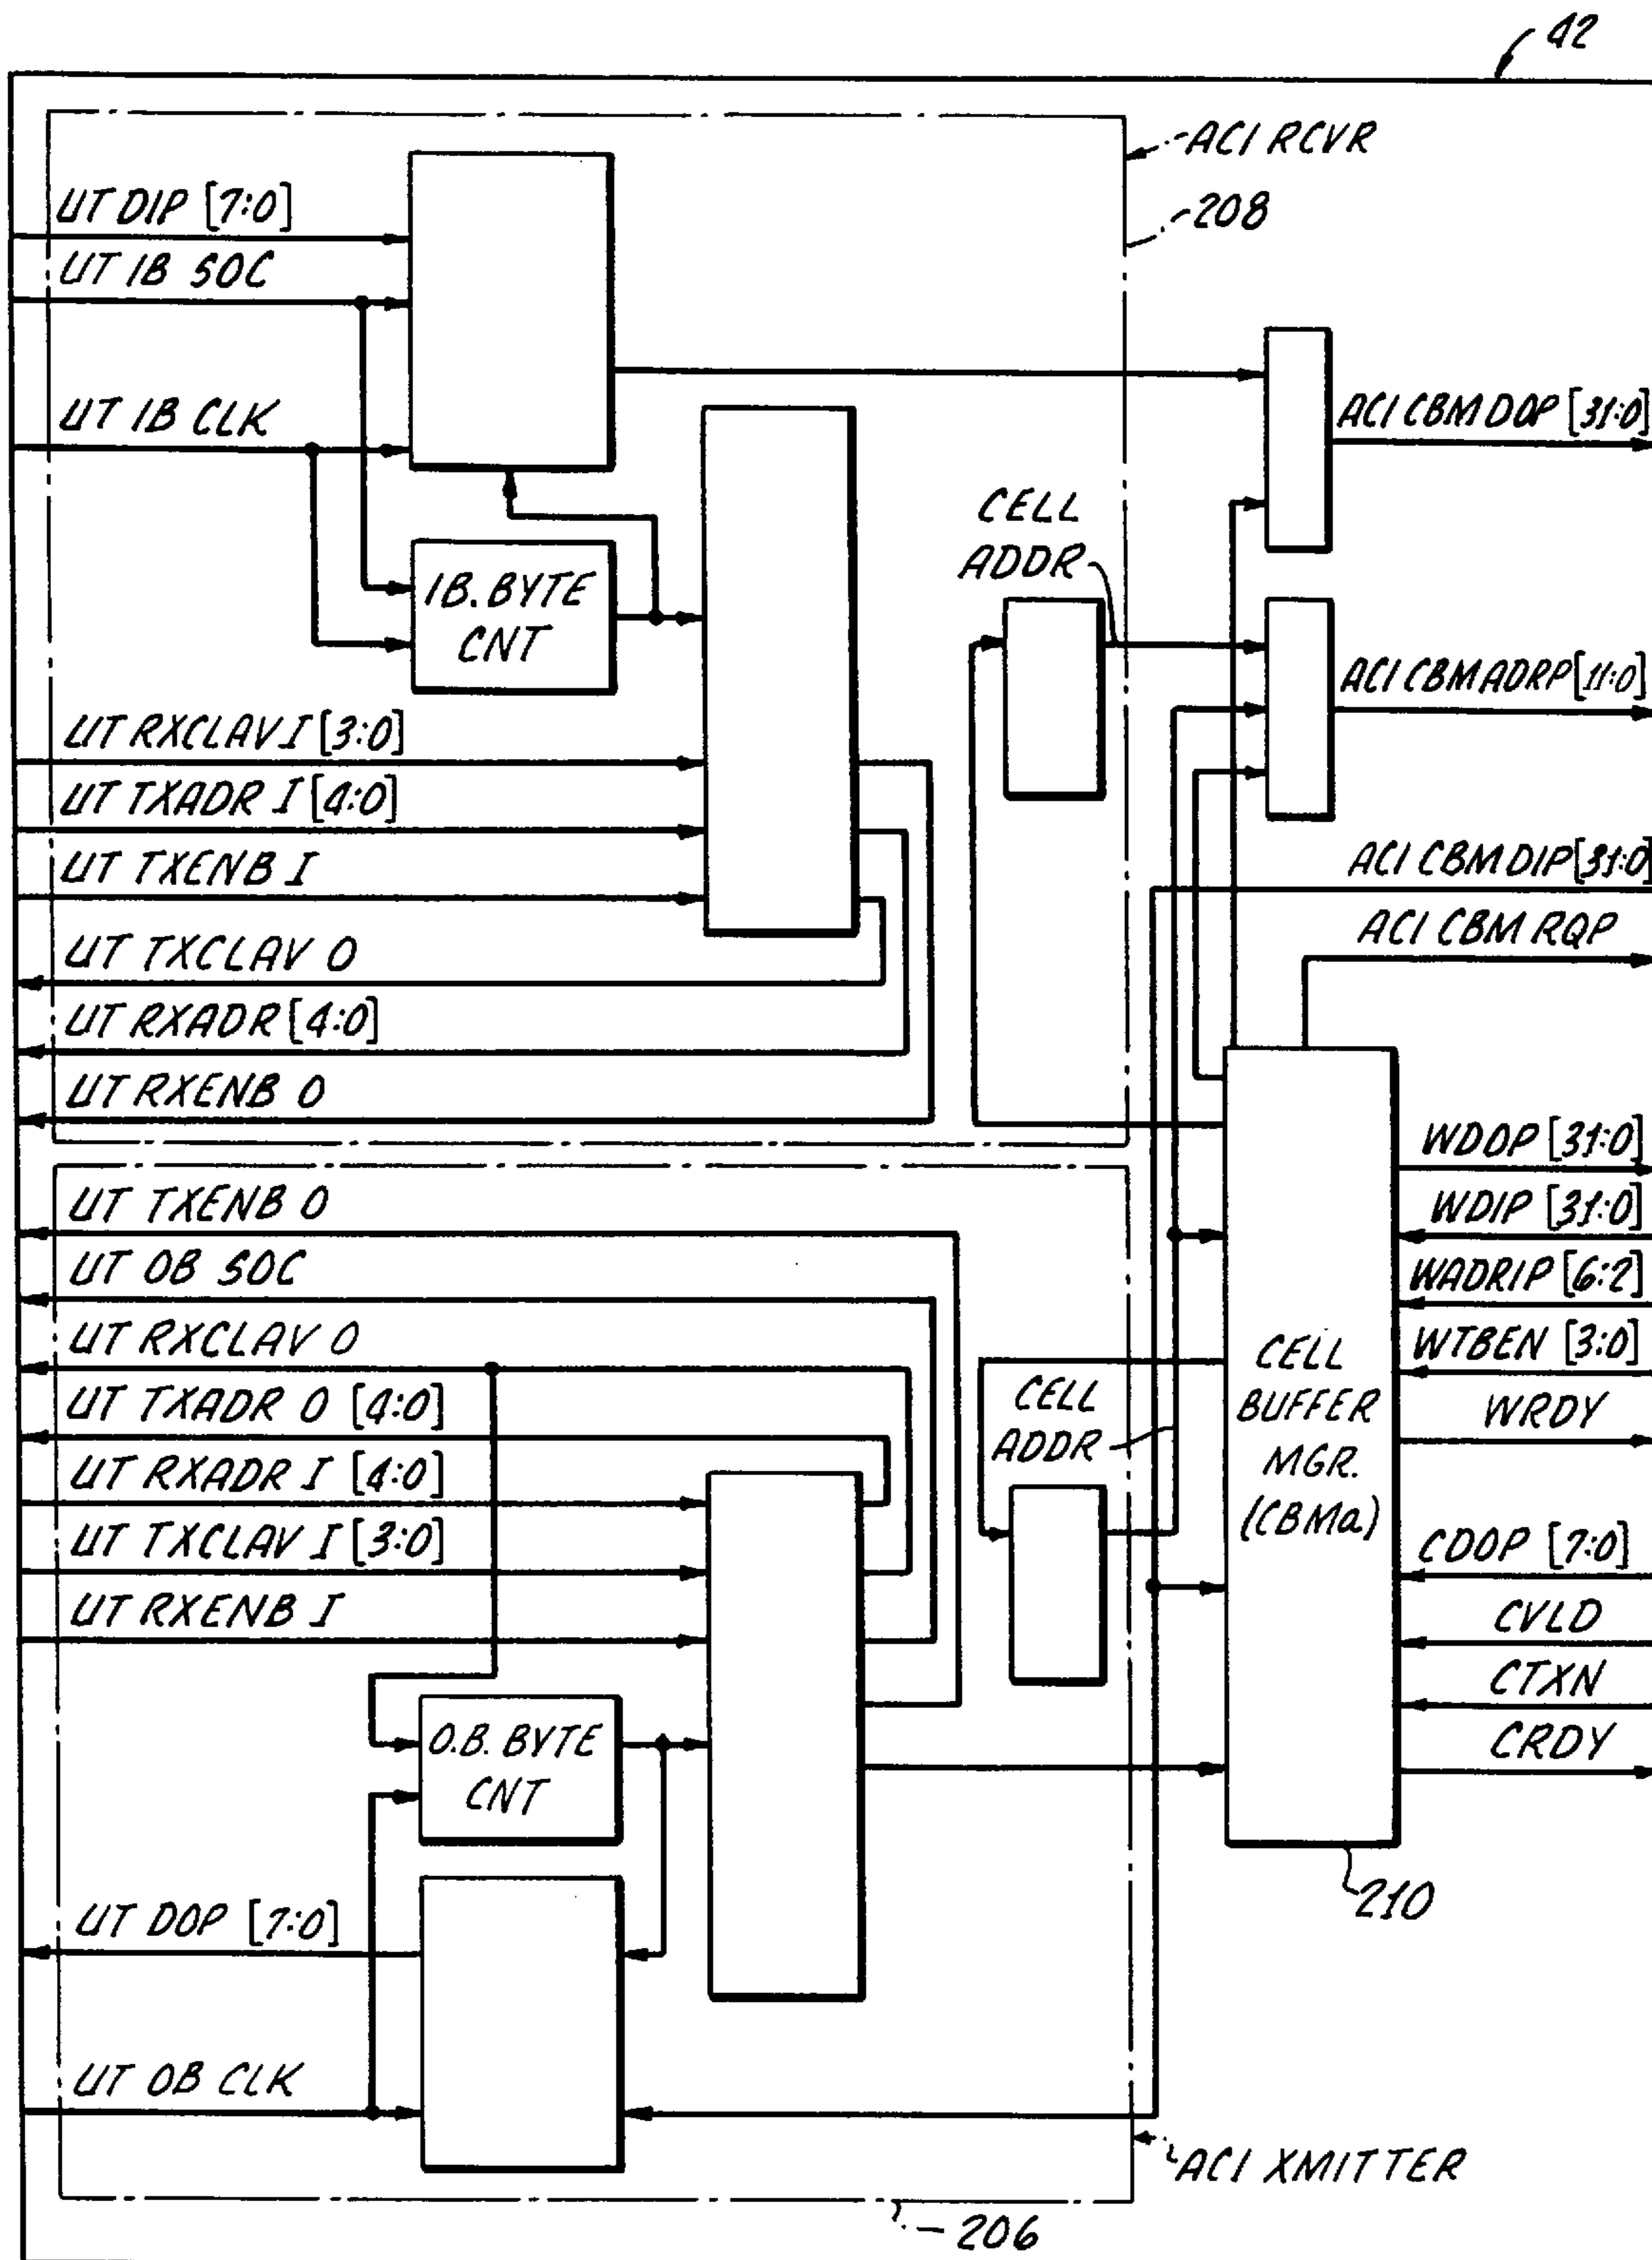 42
ACI RCVR
208
UT DIP [7:0]
UT IB SOC
UT IB CLK
ACI CBM DOP [31:0]
CELL
ADDR
IB. BYTE
CNT
ACI CBM ADRP [11:0]
UT RXCLAV I [3:0]
UT TXADR I [4:0]
UT TXENB I
ACI CBM DIP [31:0]
UT TXCLAV O
ACI CBM RQP
UT RXADR [4:0]
UT RXENB O
WDOP [31:0]
UT TXENB O
WDIP [31:0]
UT OB SOC
WADRIP [6:2]
UT RXCLAV O
WTBEN [3:0]
UT TXADR O [4:0]
WRDY
CELL
ADDR
CELL
BUFFER
MGR.
(CBMa)
UT RXADR I [4:0]
UT TXCLAV I [3:0]
CDOP [7:0]
UT RXENB I
CVLD
CTXN
CRDY
O.B. BYTE
CNT
210
UT DOP [7:0]
UT OB CLK
ACI XMITTER
206